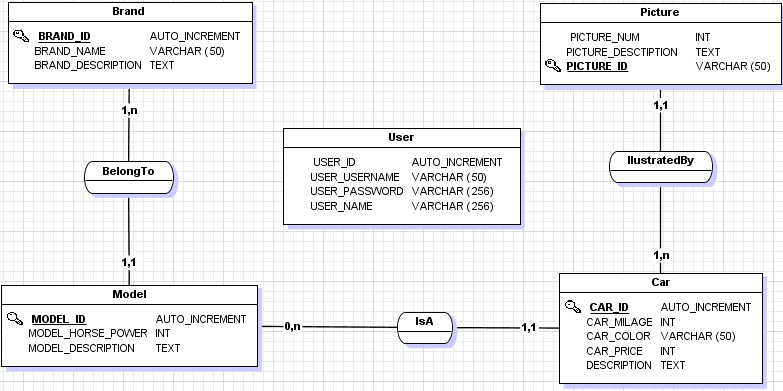 Brand
BRAND_ID AUTO_INCREMENT
BRAND_NAME VARCHAR (50)
BRAND_DESCRIPTION TEXT
Picture
PICTURE_NUM INT
PICTURE_DESCTIPTION TEXT
PICTURE_ID VARCHAR (50)
1,n
1,1
User
USER_ID AUTO_INCREMENT
USER_USERNAME VARCHAR (50)
USER_PASSWORD VARCHAR (256)
USER_NAME VARCHAR (256)
BelongTo
IlustratedBy
1,1
1,n
Model
MODEL_ID AUTO_INCREMENT
MODEL_HORSE_POWER INT
MODEL_DESCRIPTION TEXT
0,n
IsA
1,1
Car
CAR_ID AUTO_INCREMENT
CAR_MILAGE INT
CAR_COLOR VARCHAR (50)
CAR_PRICE INT
DESCRIPTION TEXT